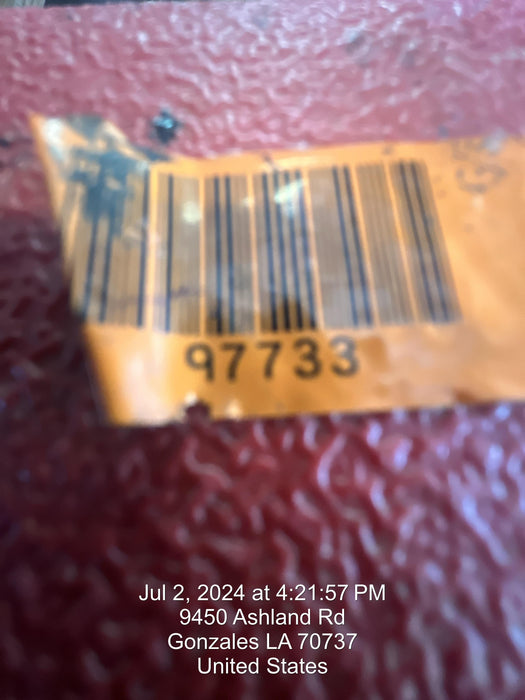 97733
Jul 2, 2024 at 4:21:57 PM
9450 Ashland Rd
Gonzales LA 70737
United States